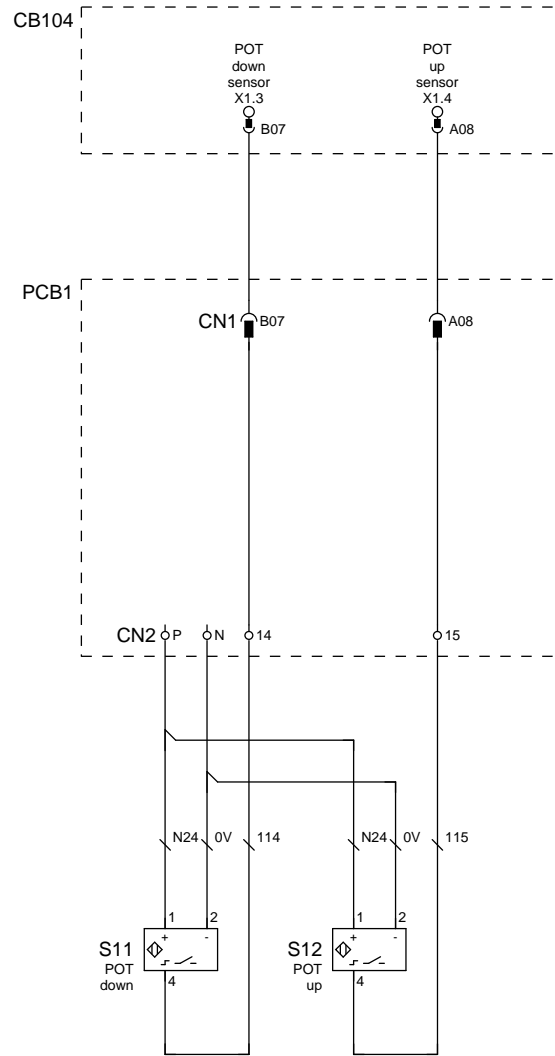 CB104
POT
down
sensor
X1.3
POT
up
sensor
X1.4
B07
A08
PCB1
CN1
B07
A08
CN2
P
N
14
15
N24
0V
114
N24
0V
115
1
2
1
2
S11
+
-
S12
+
-
POT
down
4
POT
up
4